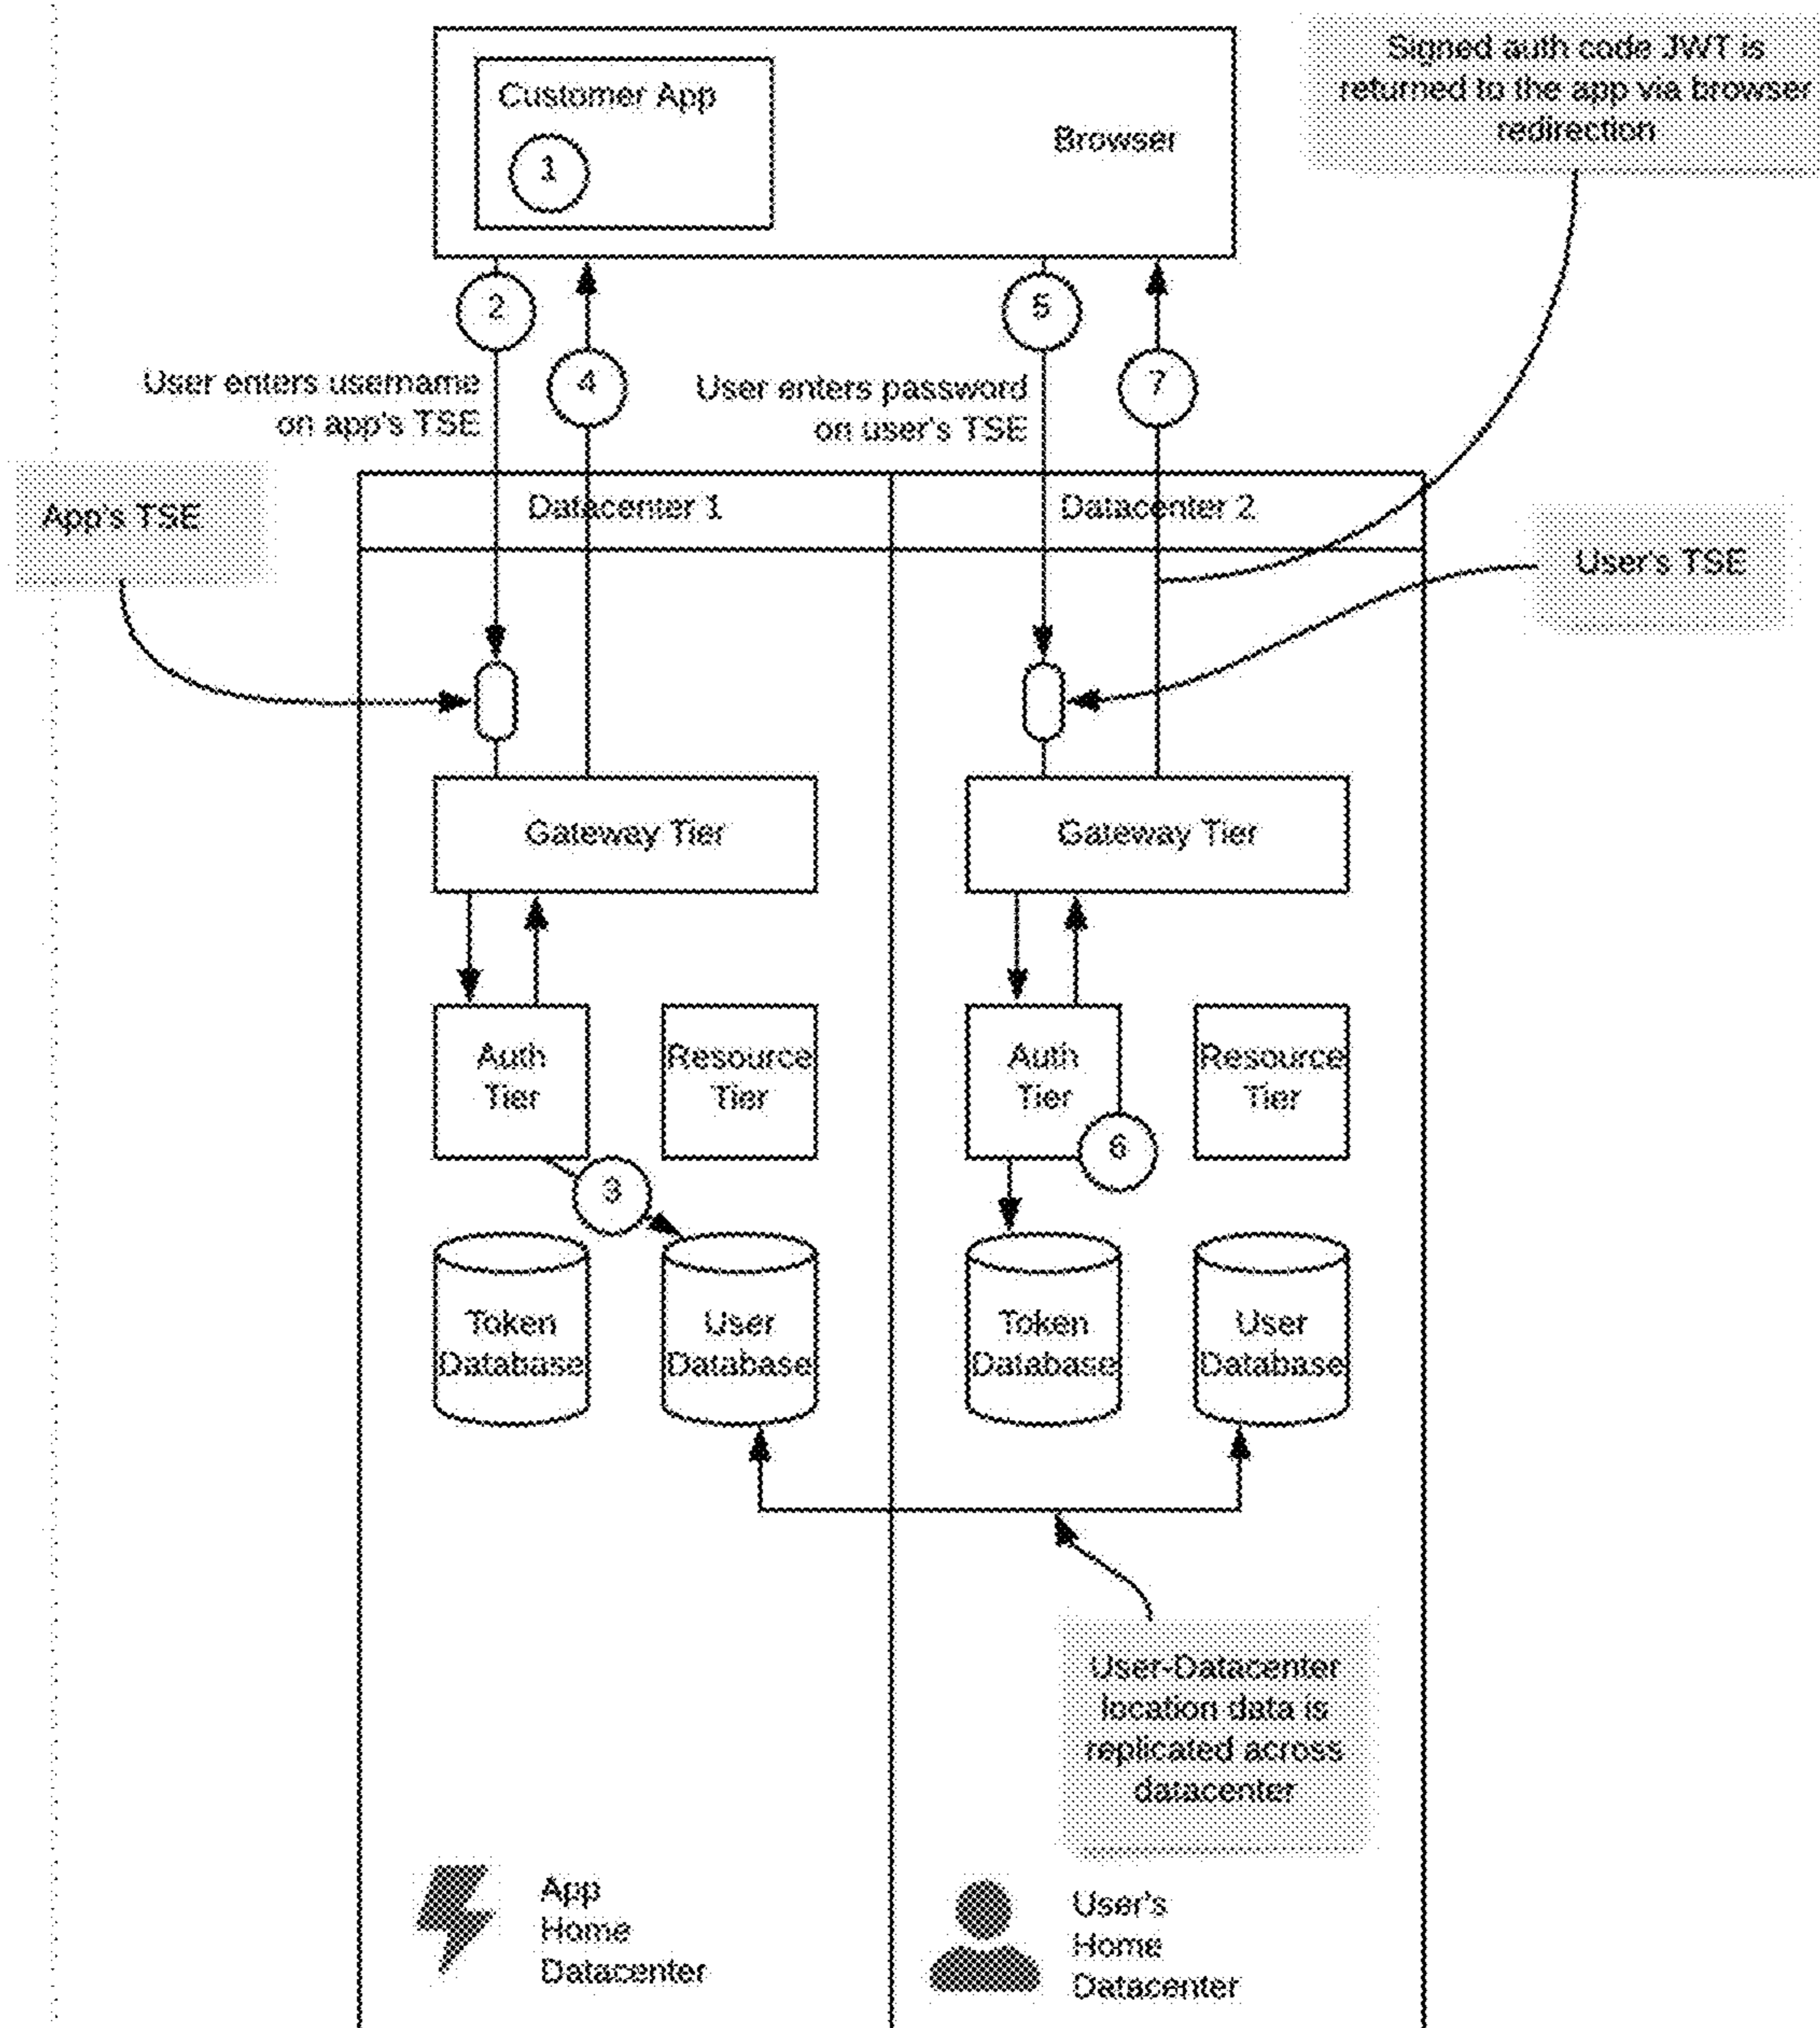 Signed auth code JWT is
returned to the app via browser
redirection
Customer App
1
Browser
2
5
4
7
User enters username
on app's TSE
User enters password
on user's TSE
App's TSE
Datacenter 1
Datacenter 2
User's TSE
Gateway Tier
Gateway Tier
Auth
Tier
Resource
Tier
Auth
Tier
Resource
Tier
3
6
Token
Database
User
Database
Token
Database
User
Database
User-Datacenter
location data is
replicated across
datacenter
App
Home
Datacenter
User's
Home
Datacenter